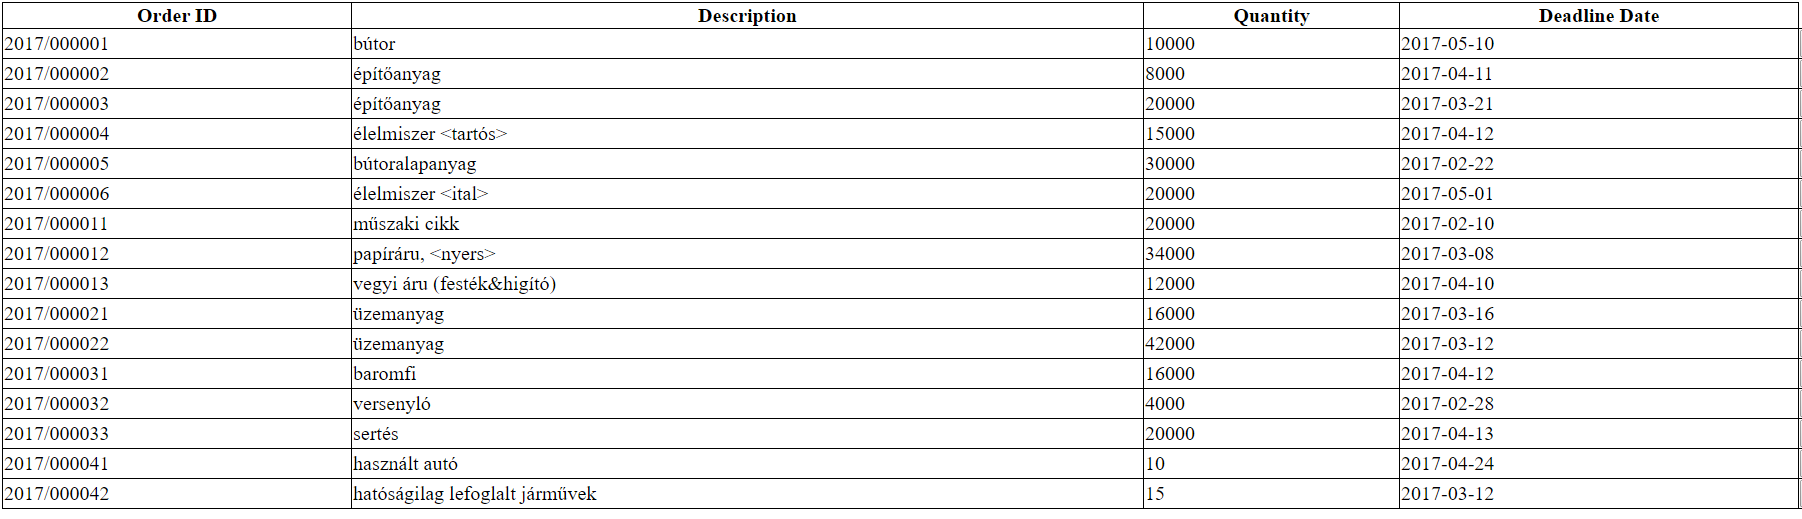 Order ID Description Quantity Deadline Date
2017/000001 bútor 10000 2017-05-10
2017/000002 építőanyag 8000 2017-04-11
2017/000003 építőanyag 20000 2017-03-21
2017/000004 élelmiszer <tartós> 15000 2017-04-12
2017/000005 bútoralapanyag 30000 2017-02-22
2017/000006 élelmiszer <ital> 20000 2017-05-01
2017/000011 műszaki cikk 20000 2017-02-10
2017/000012 papíráru, <nyers> 34000 2017-03-08
2017/000013 vegyi áru (festék&higító) 12000 2017-04-10
2017/000021 üzemanyag 16000 2017-03-16
2017/000022 üzemanyag 42000 2017-03-12
2017/000031 baromfi 16000 2017-04-12
2017/000032 versenyló 4000 2017-02-28
2017/000033 sertés 20000 2017-04-13
2017/000041 használt autó 10 2017-04-24
2017/000042 hatóságilag lefoglalt járművek 15 2017-03-12